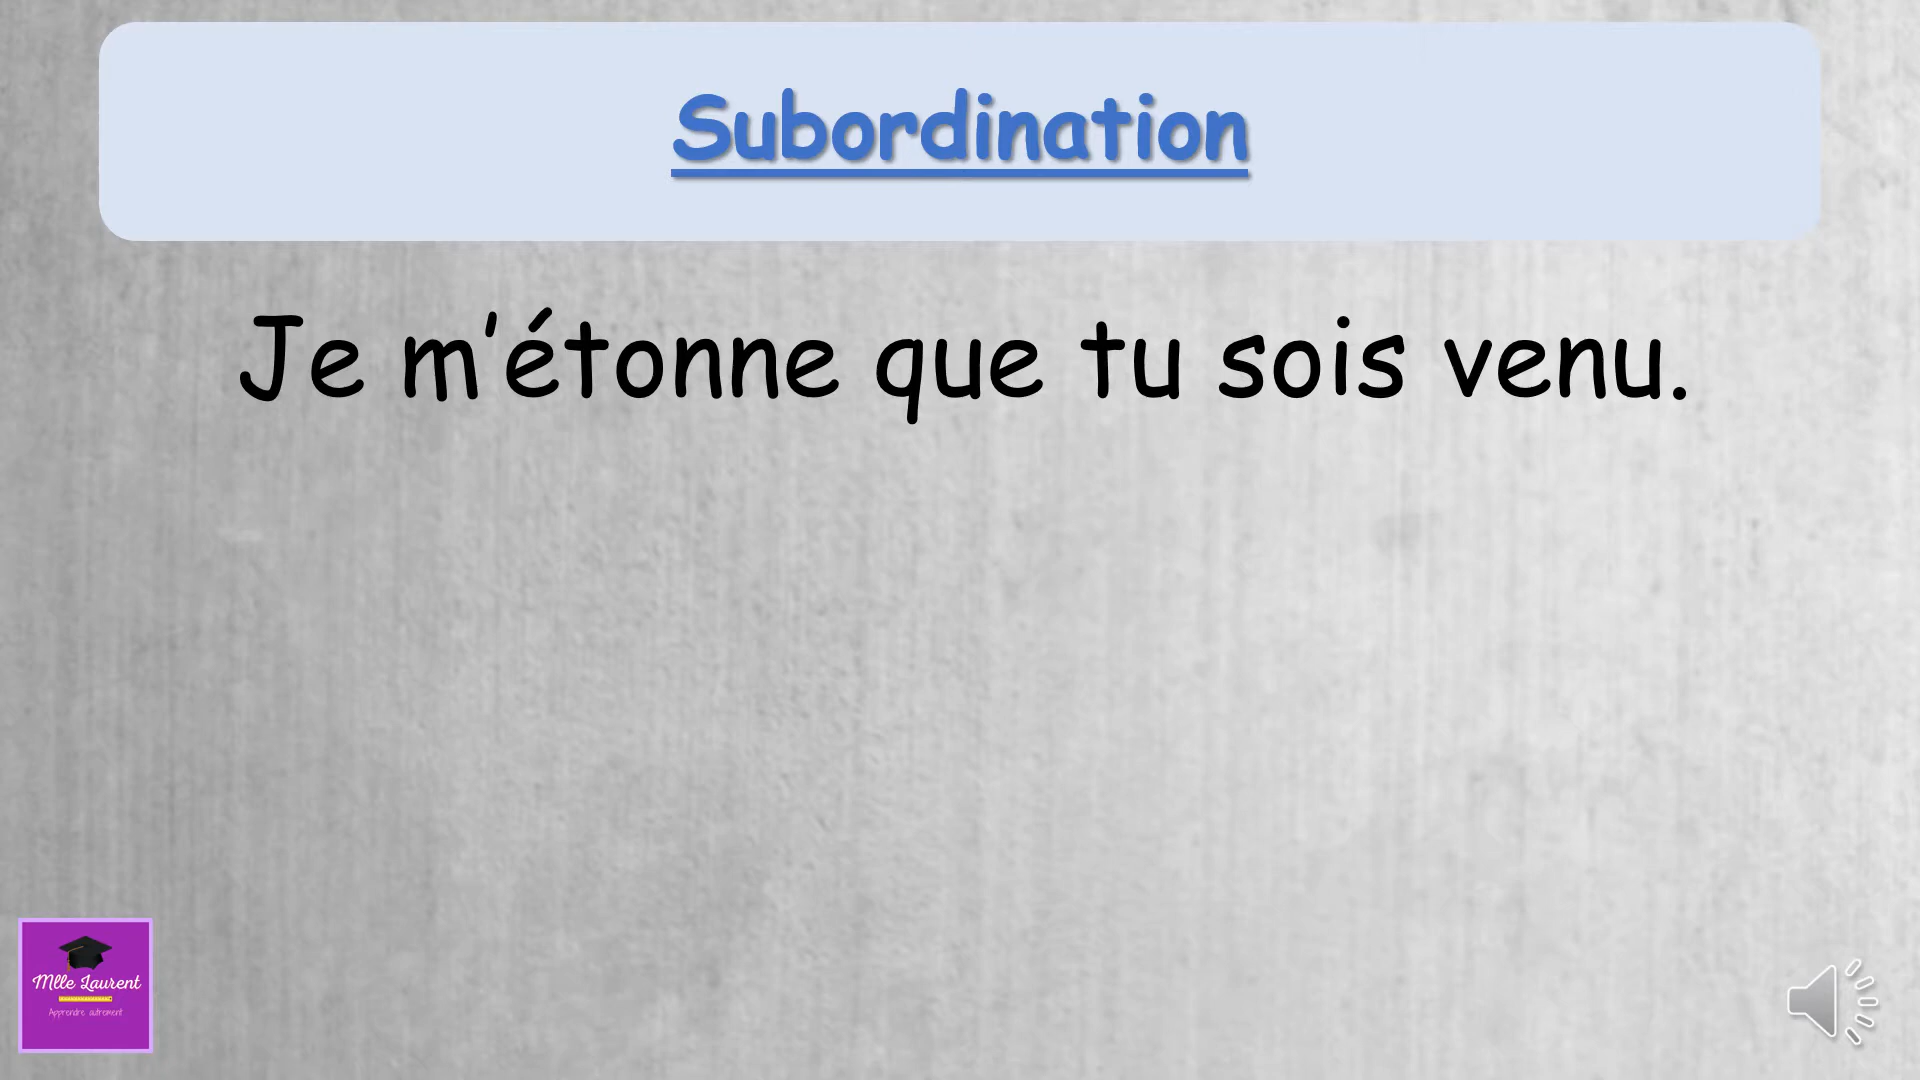 Subordination
Je m’étonne que tu sois venu.
Mlle Laurent
Apprendre autrement